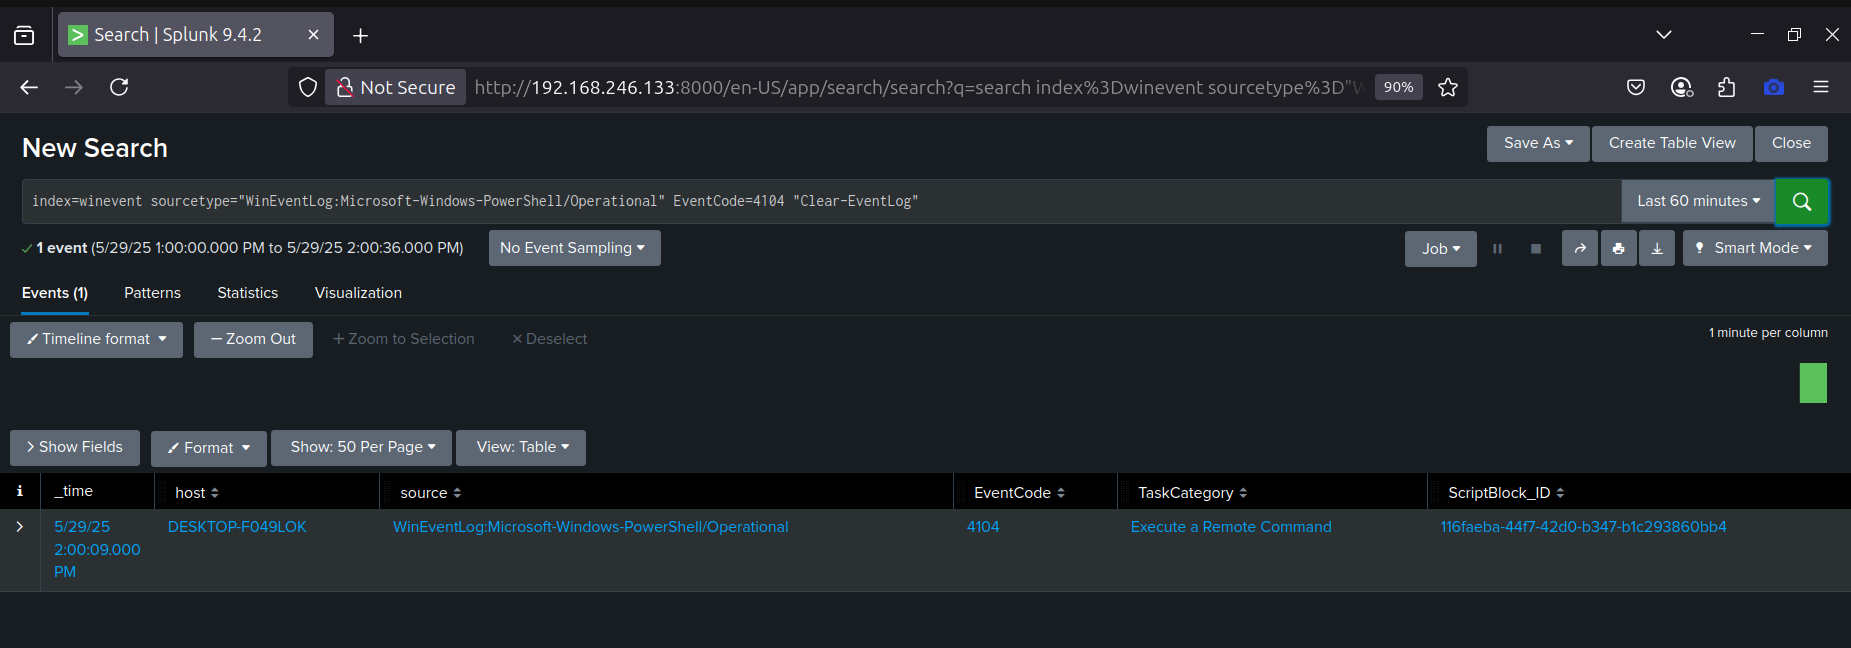 Search | Splunk 9.4.2
Not Secure http://192.168.246.133:8000/en-US/app/search/search?q=search index%3Dwinevent sourcetype%3D"W 90%
New Search
Save As Create Table View Close
index=winevent sourcetype="WinEventLog:Microsoft-Windows-PowerShell/Operational" EventCode=4104 "Clear-EventLog"
Last 60 minutes
1 event (5/29/25 1:00:00.000 PM to 5/29/25 2:00:36.000 PM) No Event Sampling
Job Smart Mode
Events (1) Patterns Statistics Visualization
Timeline format — Zoom Out + Zoom to Selection × Deselect
1 minute per column
> Show Fields Format Show: 50 Per Page View: Table
i _time host source EventCode TaskCategory ScriptBlock_ID
> 5/29/25 DESKTOP-F049LOK WinEventLog:Microsoft-Windows-PowerShell/Operational 4104 Execute a Remote Command 116faeba-44f7-42d0-b347-b1c293860bb4
2:00:09.000
PM